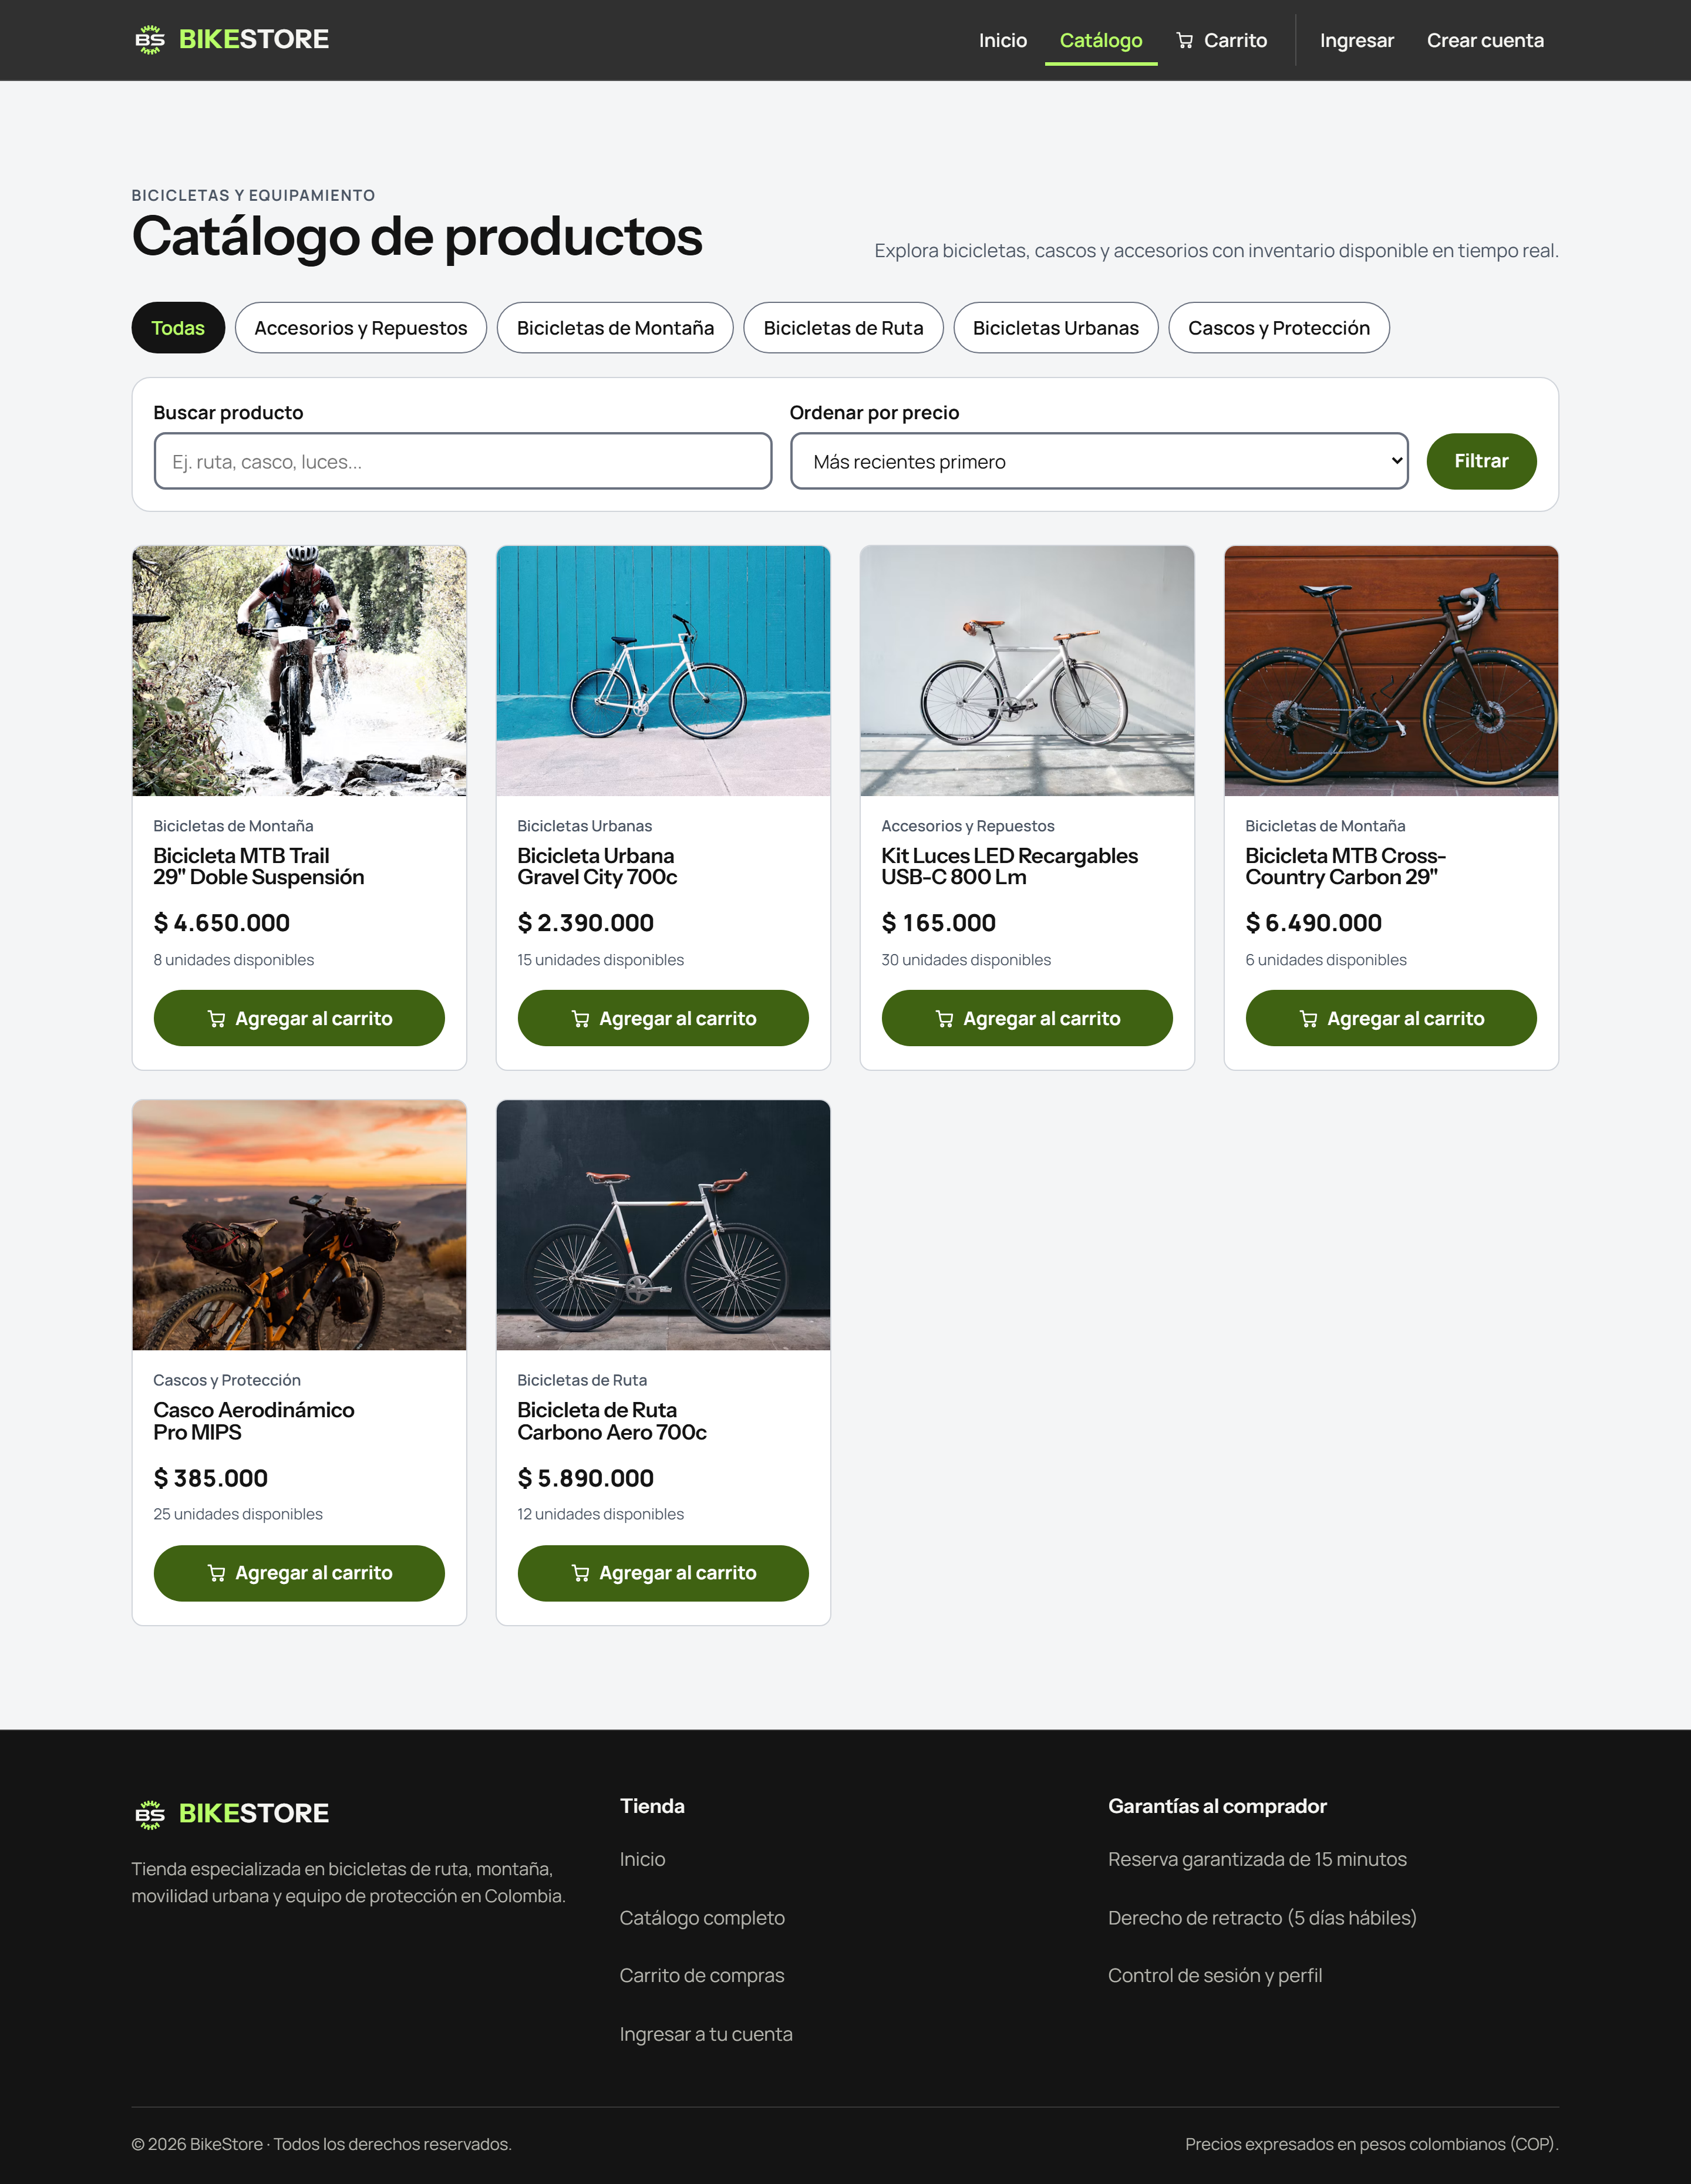 BS BIKESTORE
Inicio Catálogo Carrito Ingresar Crear cuenta
BICICLETAS Y EQUIPAMIENTO
Catálogo de productos
Explora bicicletas, cascos y accesorios con inventario disponible en tiempo real.
Todas Accesorios y Repuestos Bicicletas de Montaña Bicicletas de Ruta Bicicletas Urbanas Cascos y Protección
Buscar producto
Ej. ruta, casco, luces...
Ordenar por precio
Más recientes primero
Filtrar
Bicicletas de Montaña
Bicicleta MTB Trail
29" Doble Suspensión
$ 4.650.000
8 unidades disponibles
Agregar al carrito
Bicicletas Urbanas
Bicicleta Urbana
Gravel City 700c
$ 2.390.000
15 unidades disponibles
Agregar al carrito
Accesorios y Repuestos
Kit Luces LED Recargables
USB-C 800 Lm
$ 165.000
30 unidades disponibles
Agregar al carrito
Bicicletas de Montaña
Bicicleta MTB Cross-
Country Carbon 29"
$ 6.490.000
6 unidades disponibles
Agregar al carrito
Cascos y Protección
Casco Aerodinámico
Pro MIPS
$ 385.000
25 unidades disponibles
Agregar al carrito
Bicicletas de Ruta
Bicicleta de Ruta
Carbono Aero 700c
$ 5.890.000
12 unidades disponibles
Agregar al carrito
BS BIKESTORE
Tienda especializada en bicicletas de ruta, montaña,
movilidad urbana y equipo de protección en Colombia.
Tienda
Inicio
Catálogo completo
Carrito de compras
Ingresar a tu cuenta
Garantías al comprador
Reserva garantizada de 15 minutos
Derecho de retracto (5 días hábiles)
Control de sesión y perfil
© 2026 BikeStore · Todos los derechos reservados.
Precios expresados en pesos colombianos (COP).